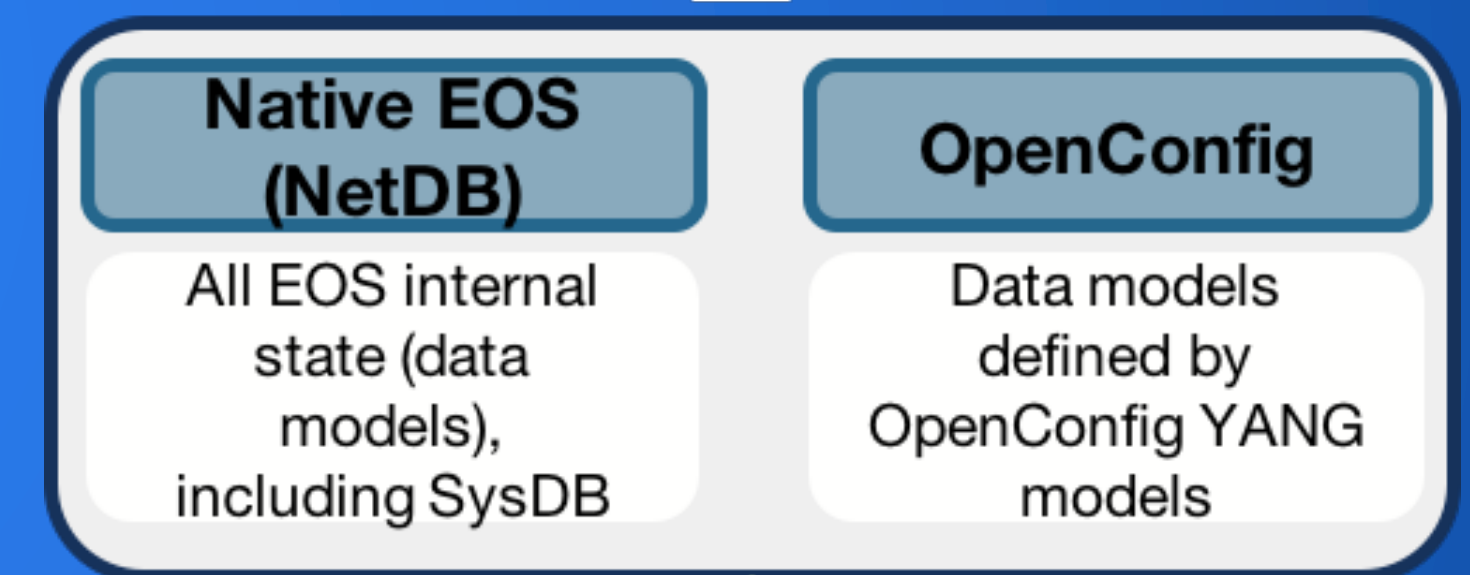 Native EOS
(NetDB)
All EOS internal
state (data
models),
including SysDB
OpenConfig
Data models
defined by
OpenConfig YANG
models